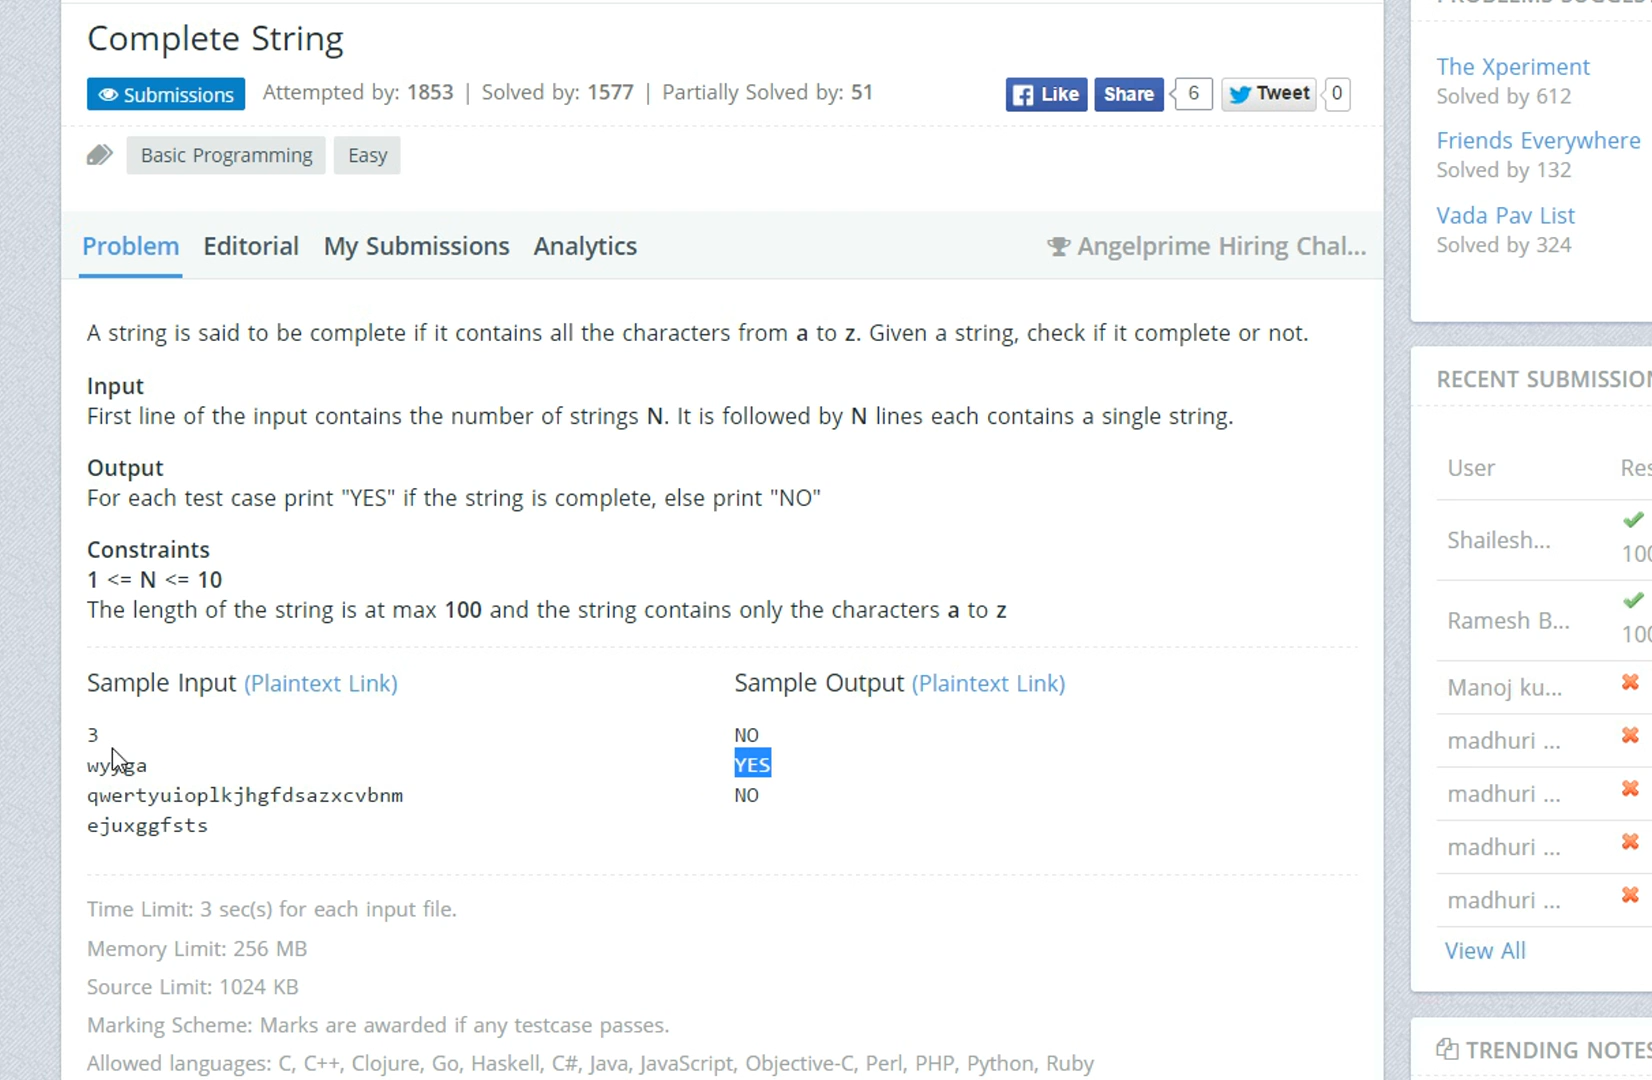 Complete String
Submissions Attempted by: 1853 | Solved by: 1577 | Partially Solved by: 51
Like Share 6 Tweet 0
Basic Programming Easy
Problem Editorial My Submissions Analytics Angelprime Hiring Chal...
A string is said to be complete if it contains all the characters from a to z. Given a string, check if it complete or not.
Input
First line of the input contains the number of strings N. It is followed by N lines each contains a single string.
Output
For each test case print "YES" if the string is complete, else print "NO"
Constraints
1 <= N <= 10
The length of the string is at max 100 and the string contains only the characters a to z
Sample Input (Plaintext Link)
3
qwertyuioplkjhgfdsazxcvbnm
ejuxggfsts
Sample Output (Plaintext Link)
NO
YES
NO
Time Limit: 3 sec(s) for each input file.
Memory Limit: 256 MB
Source Limit: 1024 KB
Marking Scheme: Marks are awarded if any testcase passes.
Allowed languages: C, C++, Clojure, Go, Haskell, C#, Java, JavaScript, Objective-C, Perl, PHP, Python, Ruby
The Xperiment
Solved by 612
Friends Everywhere
Solved by 132
Vada Pav List
Solved by 324
RECENT SUBMISSION
User Res
Shailesh...
100
Ramesh B...
100
Manoj ku...
madhuri ...
madhuri ...
madhuri ...
madhuri ...
View All
TRENDING NOTES